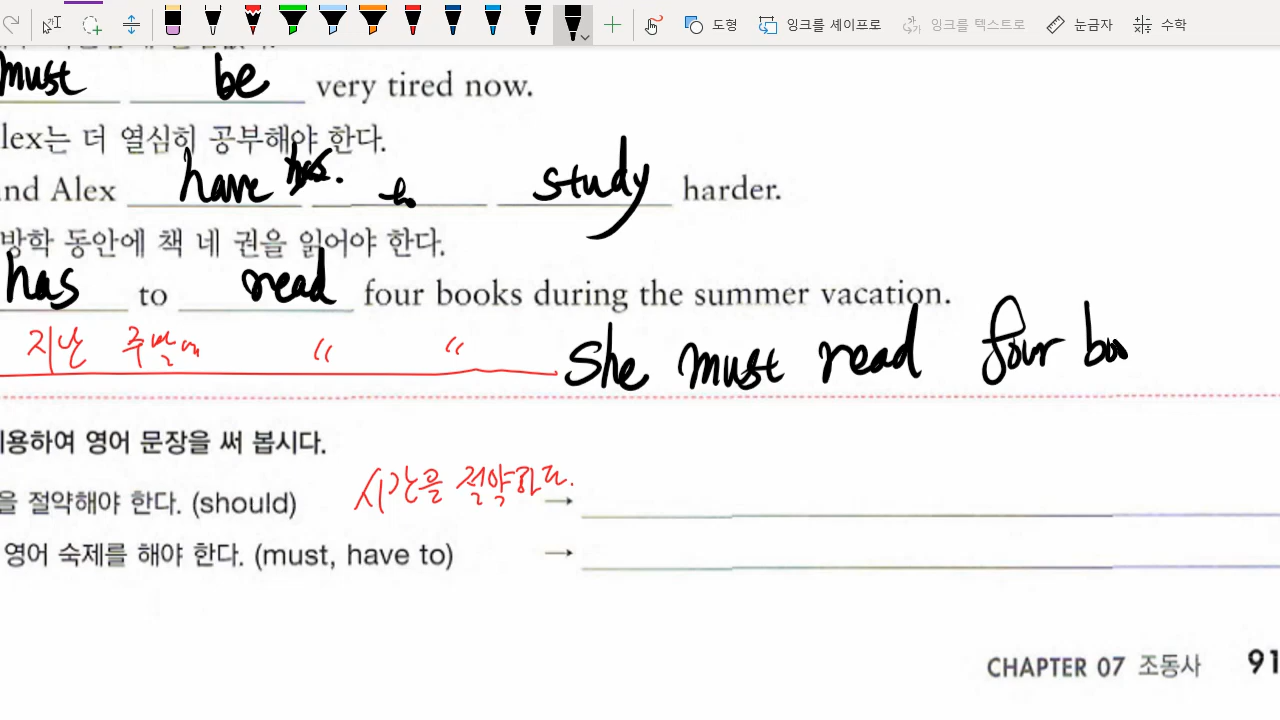 도형 잉크를 셰이프로 잉크를 텍스트로 눈금자 수학
must be very tired now.
lex는 더 열심히 공부해야 한다.
nd Alex have has. to study harder.
방학 동안에 책 네 권을 읽어야 한다.
has to read four books during the summer vacation.
지난 주말에 “ “ She must read four boo
이용하여 영어 문장을 써 봅시다.
을 절약해야 한다. (should) 시간을 절약하다. →
영어 숙제를 해야 한다. (must, have to) →
CHAPTER 07 조동사 91